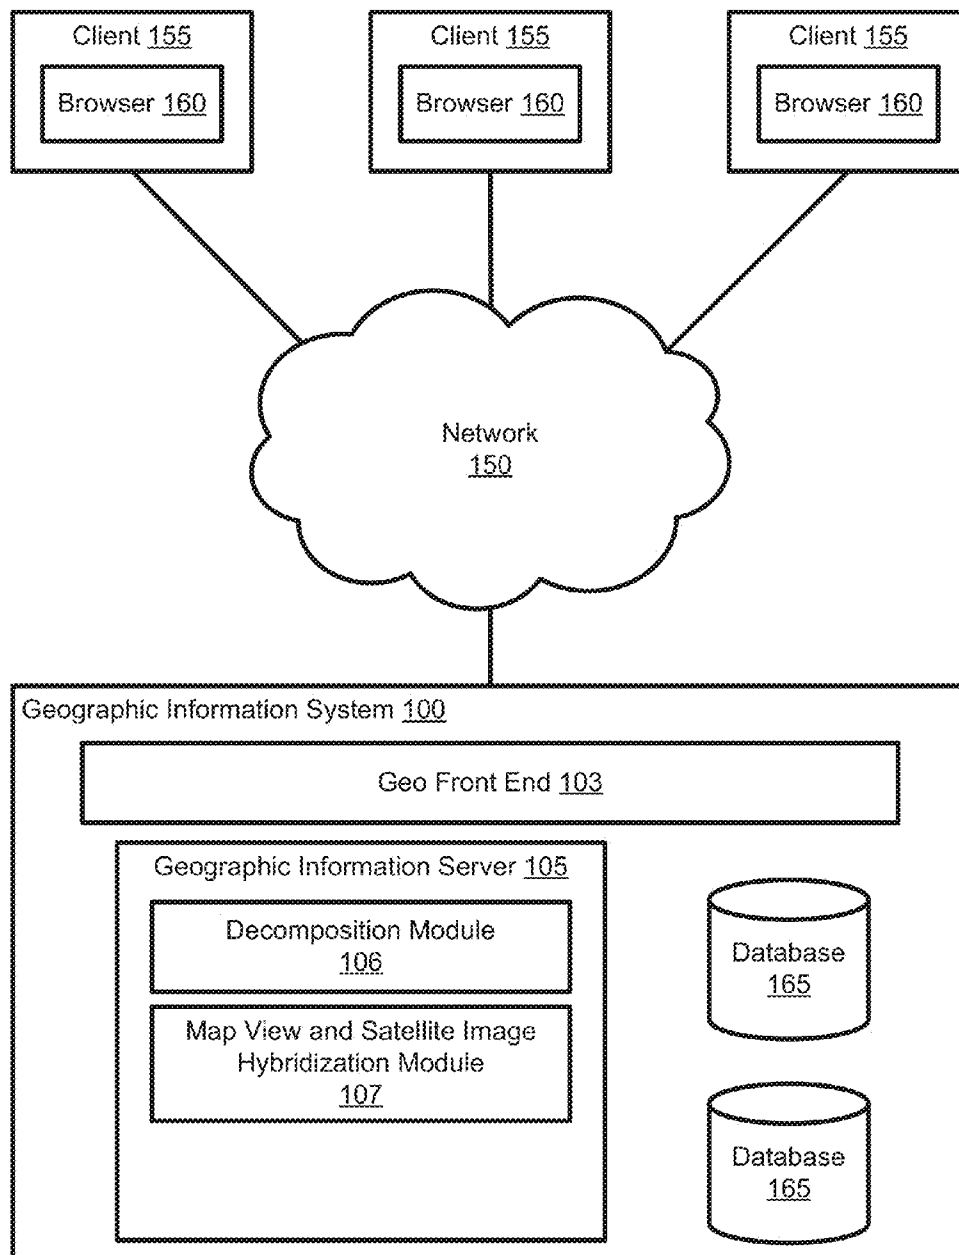 Client 155
Browser 160
Client 155
Browser 160
Client 155
Browser 160
Network
150
Geographic Information System 100
Geo Front End 103
Geographic Information Server 105
Decomposition Module
106
Map View and Satellite Image
Hybridization Module
107
Database
165
Database
165